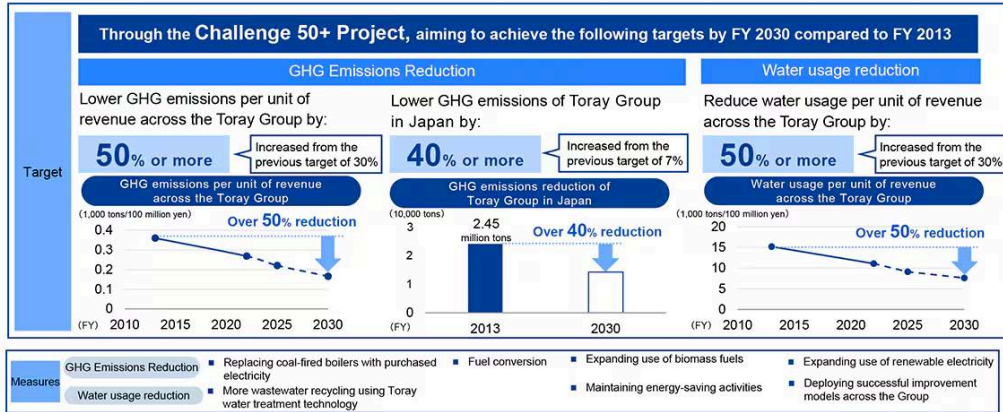 Through the Challenge 50+ Project, aiming to achieve the following targets by FY 2030 compared to FY 2013
GHG Emissions Reduction
Water usage reduction
Target
Lower GHG emissions per unit of
revenue across the Toray Group by:
50% or more
Increased from the
previous target of 30%
GHG emissions per unit of revenue
across the Toray Group
(1,000 tons/100 million yen)
Over 50% reduction
0.4
0.3
0.2
0.1
0
(FY)
2010
2015
2020
2025
2030
Lower GHG emissions of Toray Group
in Japan by:
40% or more
Increased from the
previous target of 7%
GHG emissions reduction of
Toray Group in Japan
(10,000 tons)
2.45
million tons
Over 40% reduction
3
2
1
0
(FY)
2013
2030
Reduce water usage per unit of revenue
across the Toray Group by:
50% or more
Increased from the
previous target of 30%
Water usage per unit of revenue
across the Toray Group
(1,000 tons/100 million yen)
Over 50% reduction
20
15
10
5
0
(FY)
2010
2015
2020
2025
2030
Measures
GHG Emissions Reduction
Water usage reduction
Replacing coal-fired boilers with purchased
electricity
More wastewater recycling using Toray
water treatment technology
Fuel conversion
Expanding use of biomass fuels
Maintaining energy-saving activities
Expanding use of renewable electricity
Deploying successful improvement
models across the Group